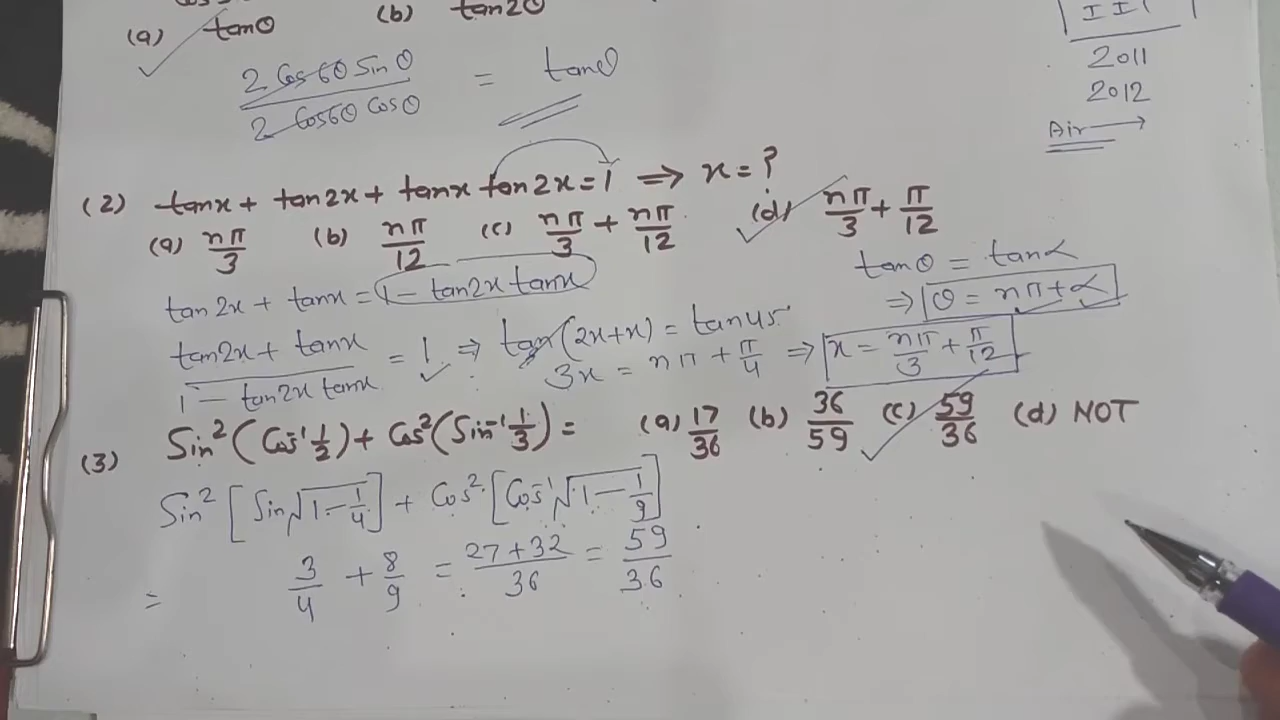 (a) tanθ (b) tan2θ
2 Cos6θ Sinθ / 2 Cos6θ Cosθ = tanθ
2011
2012
Air →
(2) tanx + tan2x + tanx tan2x = 1 ⇒ x = ?
(a) nπ/3 (b) nπ/12 (c) nπ/3 + nπ/12 (d) nπ/3 + π/12
tan2x + tanx = 1 - tan2x tanx
tanθ = tanα
⇒ θ = nπ + α
(tan2x + tanx) / (1 - tan2x tanx) = 1 ⇒ tan(2x+x) = tan45°
3x = nπ + π/4 ⇒ x = nπ/3 + π/12
(3) Sin²(Cos⁻¹ 1/2) + Cos²(Sin⁻¹ 1/3) = (a) 17/36 (b) 36/59 (c) 59/36 (d) NOT
Sin² [Sin √(1 - 1/4)] + Cos² [Cos⁻¹ √(1 - 1/9)]
= 3/4 + 8/9 = (27+32)/36 = 59/36